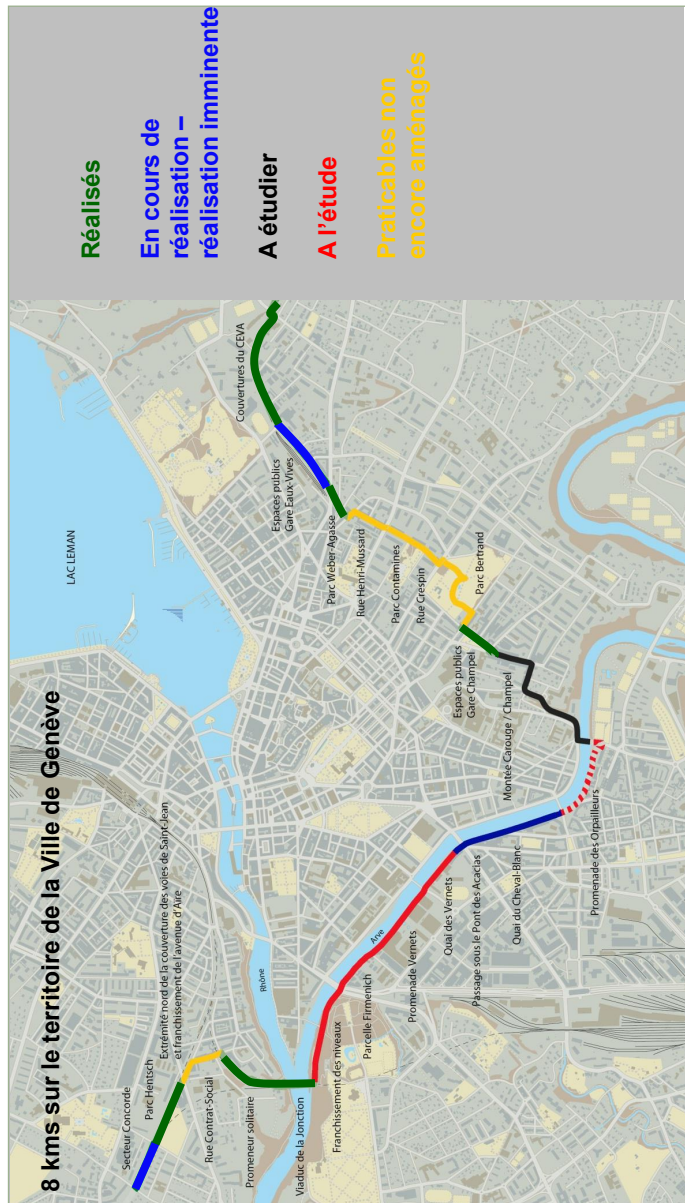 8 kms sur le territoire de la Ville de Genève
Secteur Concorde
Parc Hentsch
Extrémité nord de la couverture des voies de Saint-Jean
et franchissement de l'avenue d'Aïre
Rue Contrat-Social
Promeneur solitaire
Viaduc de la Jonction
Franchissement des niveaux
Parcelle Firmenich
Promenade Vernets
Quai des Vernets
Passage sous le Pont des Acacias
Quai du Cheval-Blanc
Promenade des Orpailleurs
Montée Carouge / Champel
Espaces publics
Gare Champel
Parc Bertrand
Rue Crespin
Parc Contamines
Rue Henri-Mussard
Parc Weber-Agasse
Espaces publics
Gare Eaux-Vives
Couvertures du CEVA
LAC LEMAN
Rhône
Arve
Réalisés
En cours de
réalisation –
réalisation imminente
A étudier
A l'étude
Praticables non
encore aménagés